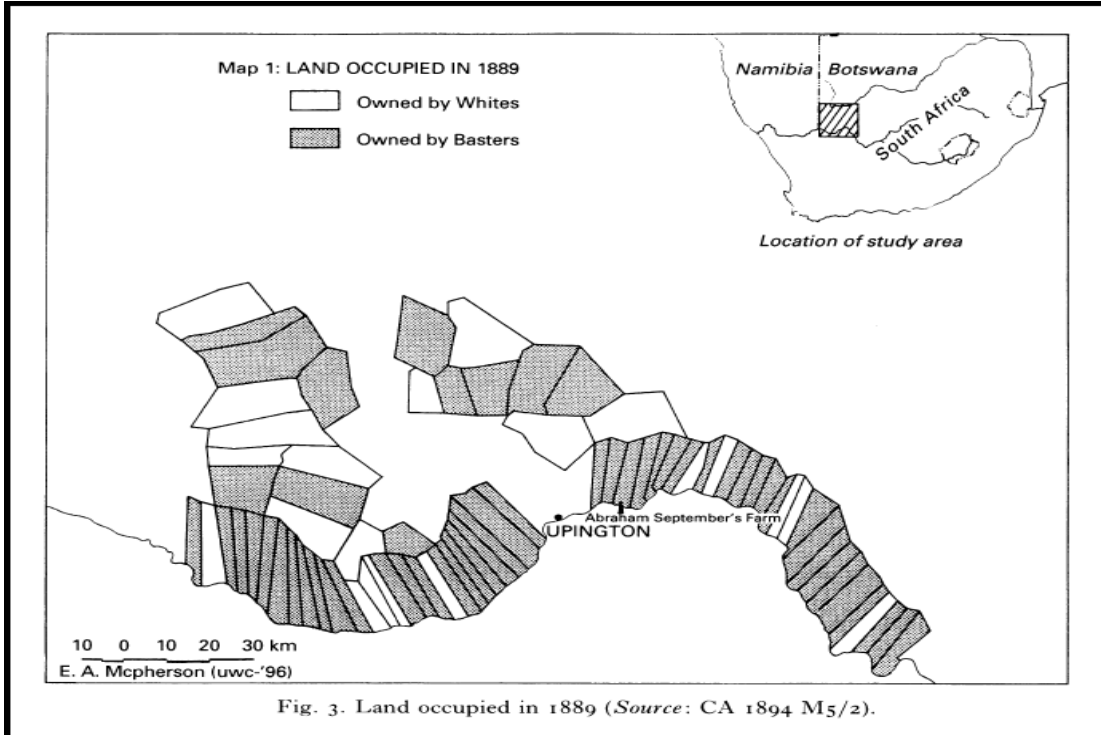 Map 1: LAND OCCUPIED IN 1889
Owned by Whites
Owned by Basters
Namibia
Botswana
South Africa
Location of study area
Abraham September's Farm
UPINGTON
10 0 10 20 30 km
E. A. Mcpherson (uwc-'96)
Fig. 3. Land occupied in 1889 (Source: CA 1894 M5/2).